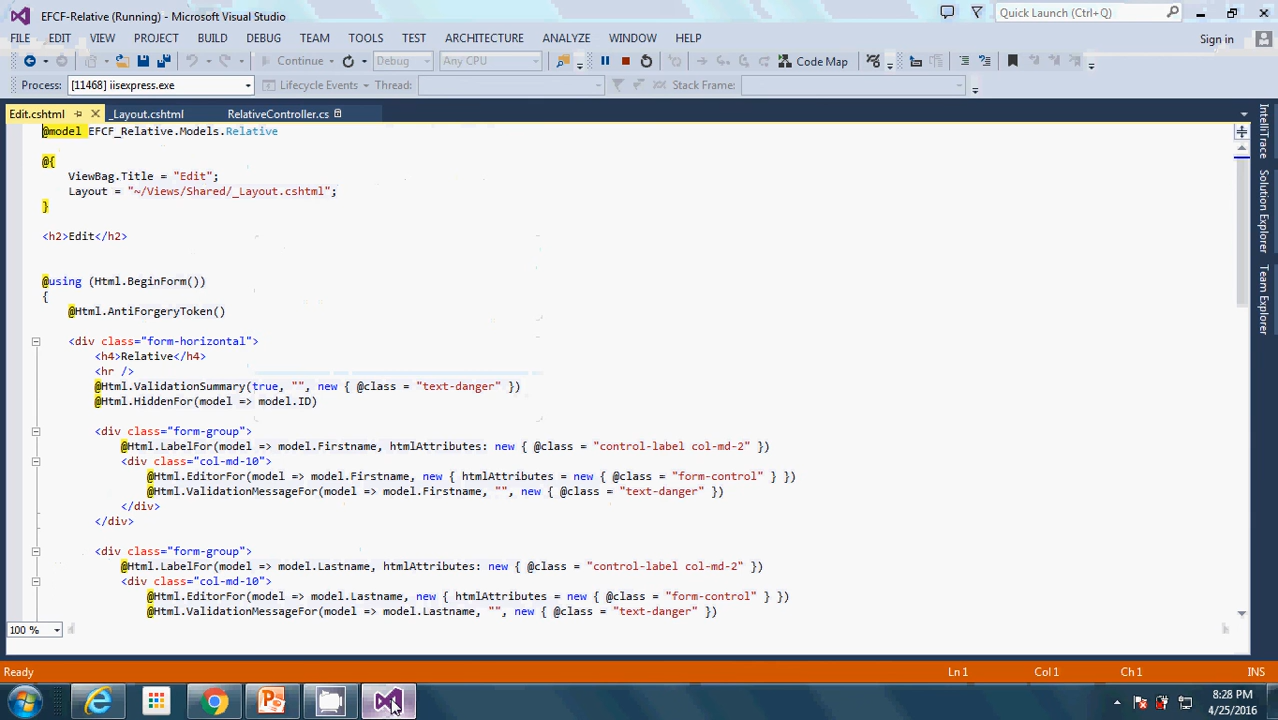 EFCF-Relative (Running) - Microsoft Visual Studio
Quick Launch (Ctrl+Q)
FILE EDIT VIEW PROJECT BUILD DEBUG TEAM TOOLS TEST ARCHITECTURE ANALYZE WINDOW HELP
Sign in
Continue Debug Any CPU Code Map
Process: [11468] iisexpress.exe Lifecycle Events Thread: Stack Frame:
Edit.cshtml _Layout.cshtml RelativeController.cs
@model EFCF_Relative.Models.Relative
@{
ViewBag.Title = "Edit";
Layout = "~/Views/Shared/_Layout.cshtml";
}
<h2>Edit</h2>
@using (Html.BeginForm())
{
@Html.AntiForgeryToken()
<div class="form-horizontal">
<h4>Relative</h4>
<hr />
@Html.ValidationSummary(true, "", new { @class = "text-danger" })
@Html.HiddenFor(model => model.ID)
<div class="form-group">
@Html.LabelFor(model => model.Firstname, htmlAttributes: new { @class = "control-label col-md-2" })
<div class="col-md-10">
@Html.EditorFor(model => model.Firstname, new { htmlAttributes = new { @class = "form-control" } })
@Html.ValidationMessageFor(model => model.Firstname, "", new { @class = "text-danger" })
</div>
</div>
<div class="form-group">
@Html.LabelFor(model => model.Lastname, htmlAttributes: new { @class = "control-label col-md-2" })
<div class="col-md-10">
@Html.EditorFor(model => model.Lastname, new { htmlAttributes = new { @class = "form-control" } })
@Html.ValidationMessageFor(model => model.Lastname, "", new { @class = "text-danger" })
IntelliTrace
Solution Explorer
Team Explorer
100 %
Ready Ln 1 Col 1 Ch 1 INS
8:28 PM
4/25/2016